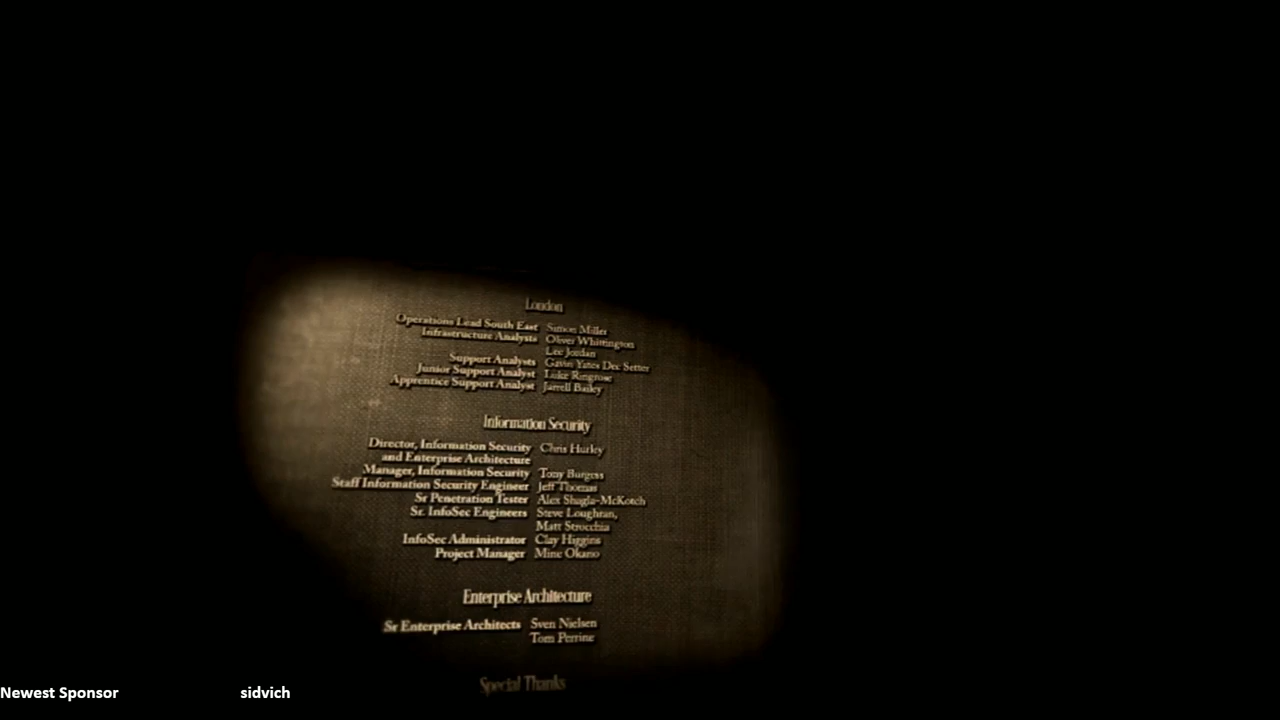 London
Operations Lead South East Simon Miller
Infrastructure Analysts Oliver Whittington
Lee Jordan
Support Analysts Gavin Yates Dec Setter
Junior Support Analyst Luke Ringrose
Apprentice Support Analyst Jarrell Bailey
Information Security
Director, Information Security Chris Hurley
and Enterprise Architecture
Manager, Information Security Tony Burgess
Staff Information Security Engineer Jeff Thomas
Sr Penetration Tester Alex Shagla-McKotch
Sr. InfoSec Engineers Steve Loughran,
Matt Strocchia
InfoSec Administrator Clay Higgins
Project Manager Mine Okano
Enterprise Architecture
Sr Enterprise Architects Sven Nielsen
Tom Perrine
Special Thanks
Newest Sponsor sidvich